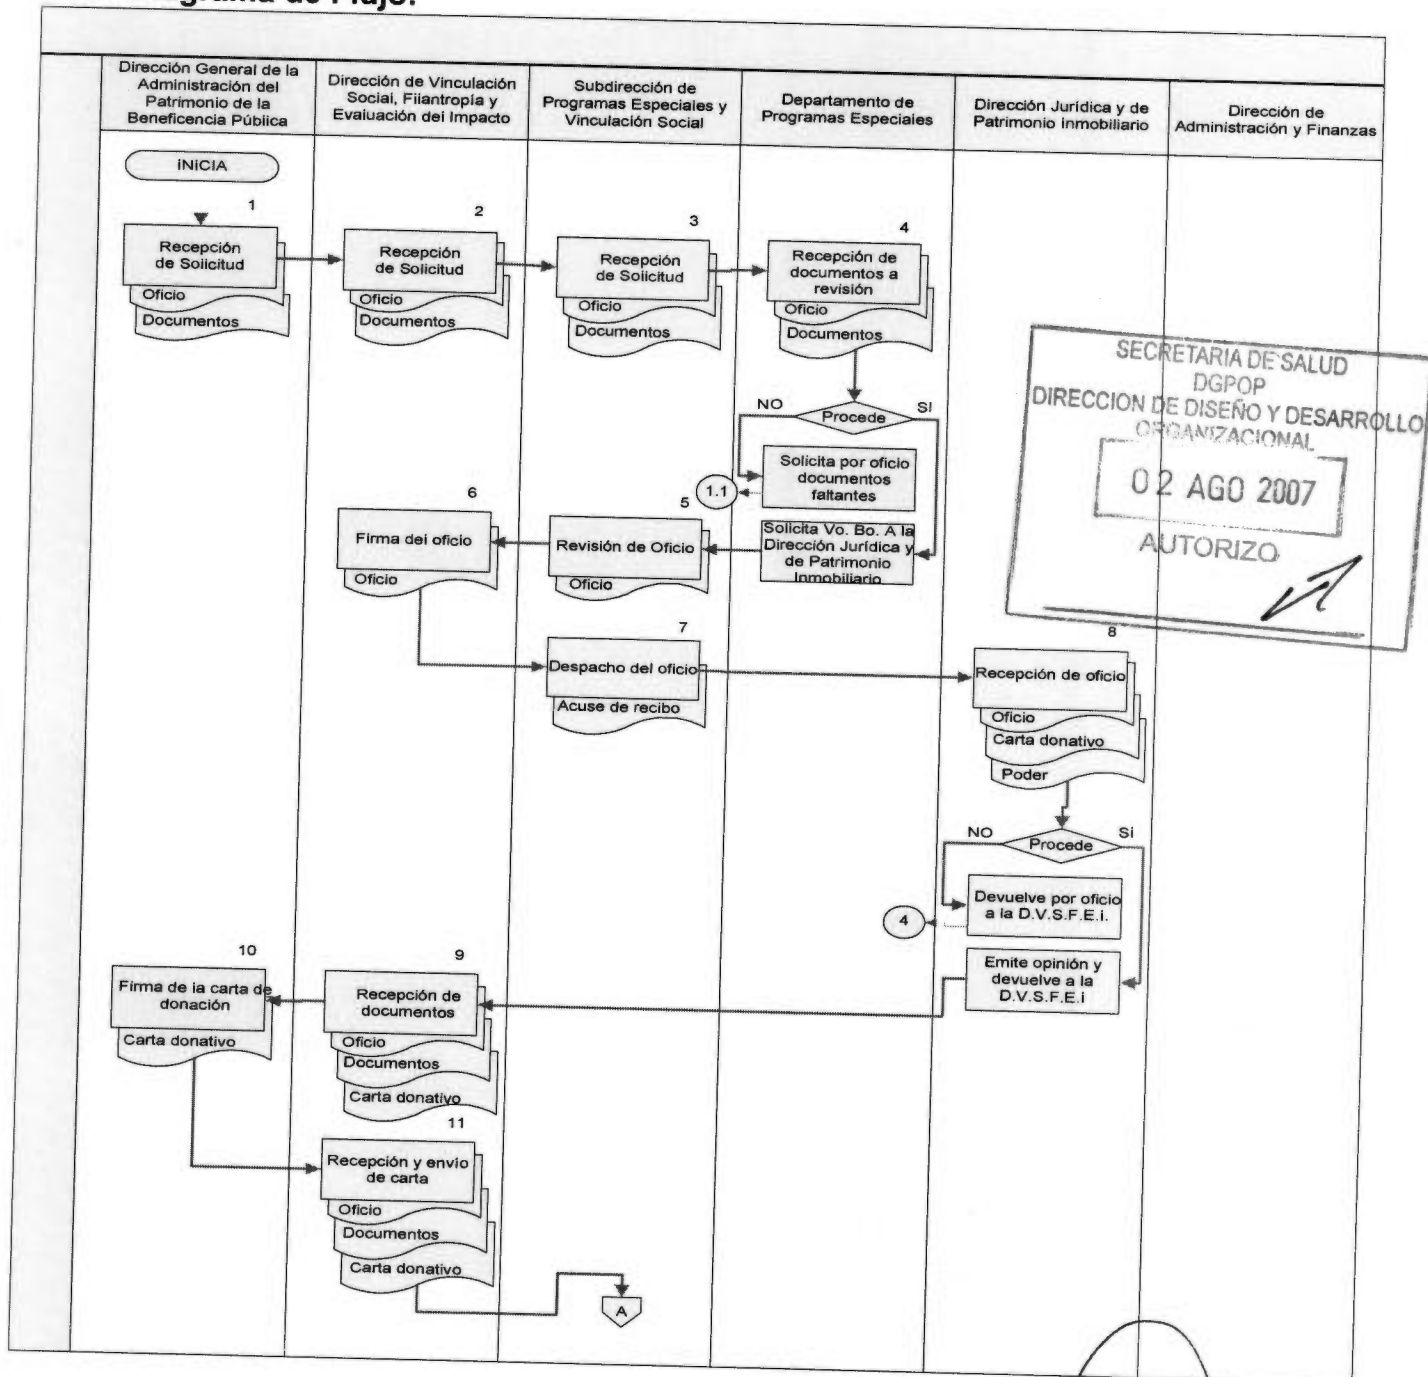 grama de Flujo.
Dirección General de la
Administración del
Patrimonio de la
Beneficencia Pública
Dirección de Vinculación
Social, Filantropía y
Evaluación del Impacto
Subdirección de
Programas Especiales y
Vinculación Social
Departamento de
Programas Especiales
Dirección Jurídica y de
Patrimonio Inmobiliario
Dirección de
Administración y Finanzas
INICIA
1
Recepción
de Solicitud
Oficio
Documentos
2
Recepción
de Solicitud
Oficio
Documentos
3
Recepción
de Solicitud
Oficio
Documentos
4
Recepción de
documentos a
revisión
Oficio
Documentos
SECRETARIA DE SALUD
DGPOP
DIRECCION DE DISEÑO Y DESARROLLO
ORGANIZACIONAL
02 AGO 2007
AUTORIZO
NO
Procede
SI
Solicita por oficio
documentos
faltantes
1.1
Solicita Vo. Bo. A la
Dirección Jurídica y
de Patrimonio
Inmobiliario
5
Revisión de Oficio
Oficio
6
Firma del oficio
Oficio
7
Despacho del oficio
Acuse de recibo
8
Recepción de oficio
Oficio
Carta donativo
Poder
NO
Procede
Si
Devuelve por oficio
a la D.V.S.F.E.i.
4
Emite opinión y
devuelve a la
D.V.S.F.E.i
9
Recepción de
documentos
Oficio
Documentos
Carta donativo
10
Firma de la carta de
donación
Carta donativo
11
Recepción y envío
de carta
Oficio
Documentos
Carta donativo
A